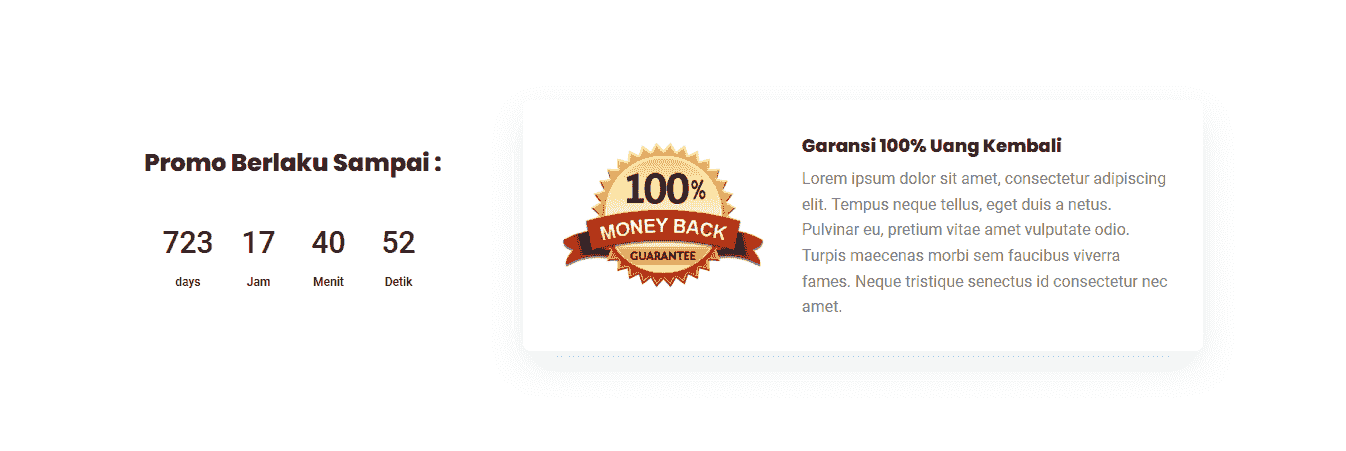 Promo Berlaku Sampai :
723 17 40 52
days Jam Menit Detik
100%
MONEY BACK
GUARANTEE
Garansi 100% Uang Kembali
Lorem ipsum dolor sit amet, consectetur adipiscing
elit. Tempus neque tellus, eget duis a netus.
Pulvinar eu, pretium vitae amet vulputate odio.
Turpis maecenas morbi sem faucibus viverra
fames. Neque tristique senectus id consectetur nec
amet.